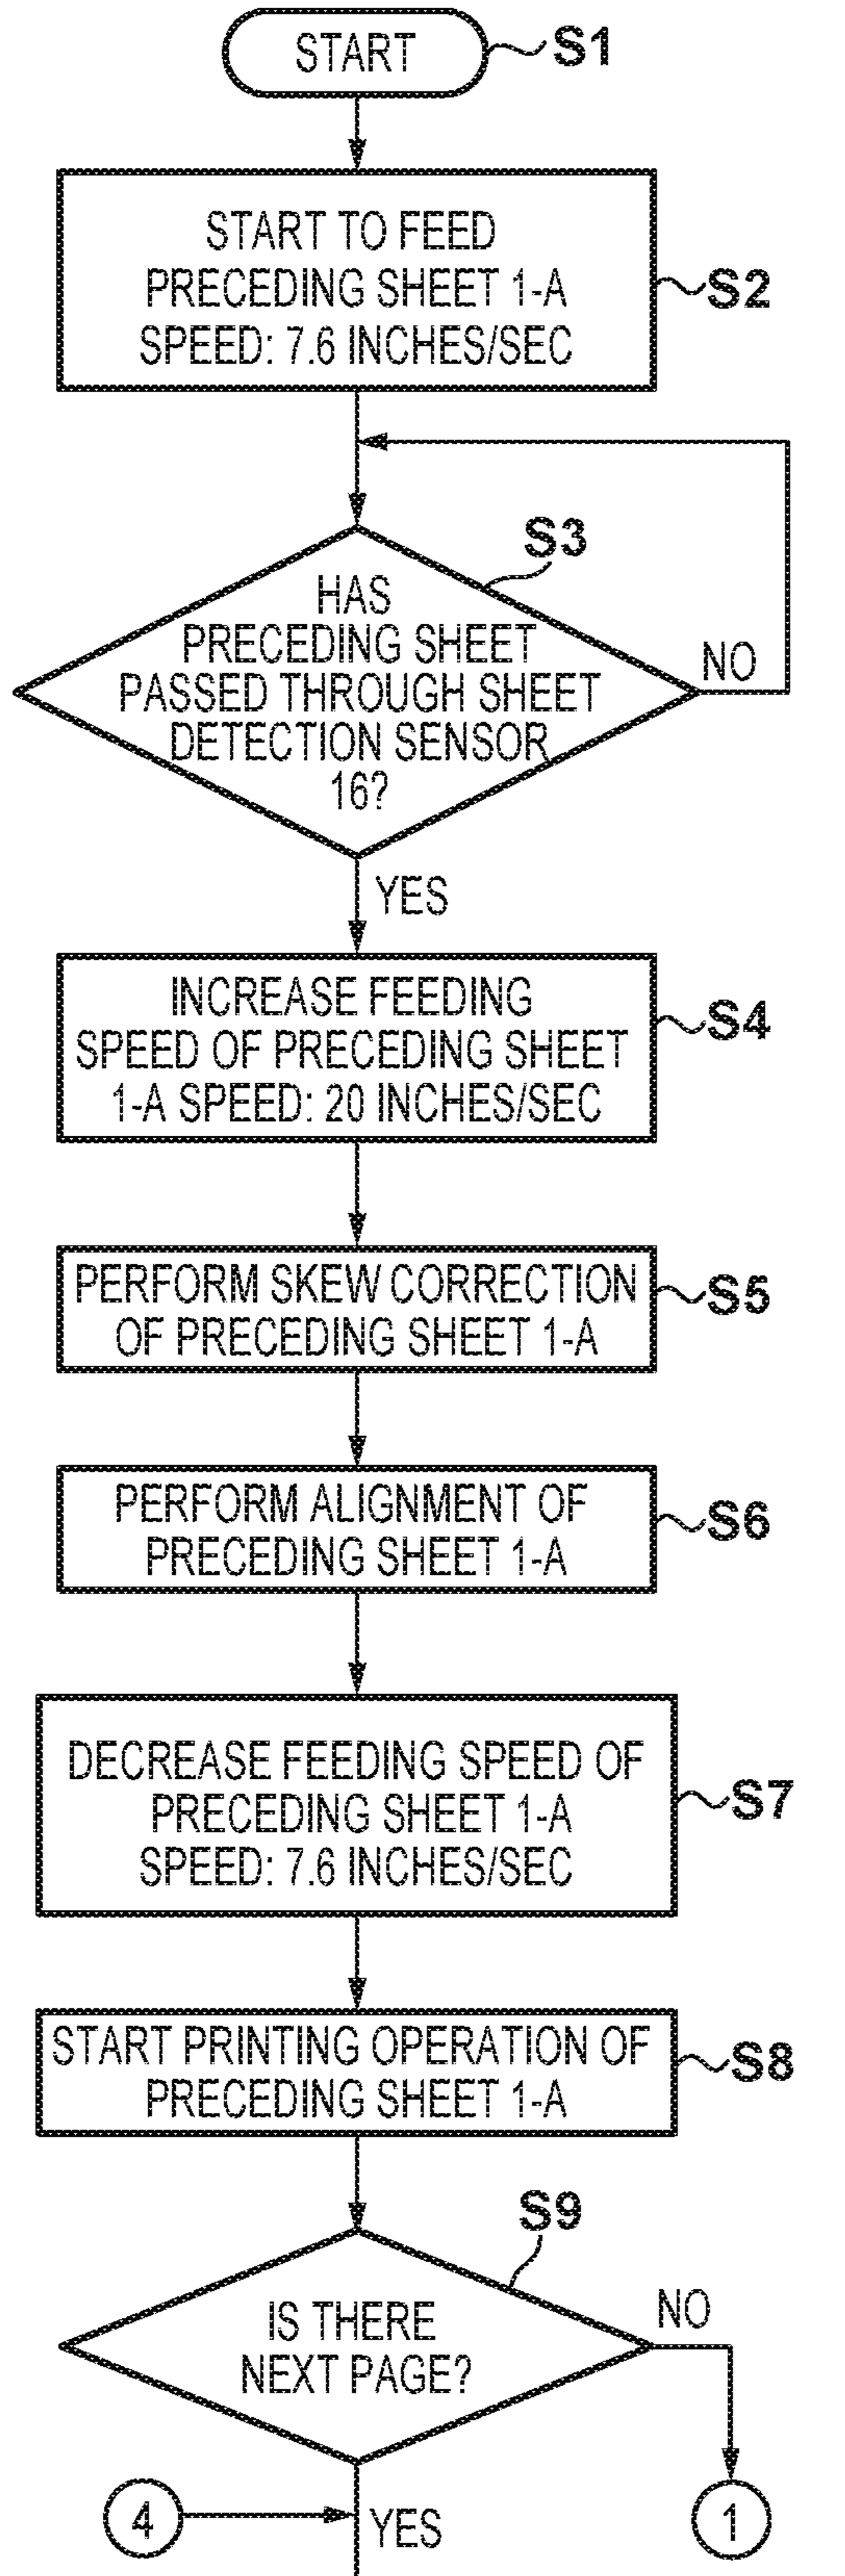 START
S1
START TO FEED
PRECEDING SHEET 1-A
SPEED: 7.6 INCHES/SEC
S2
S3
HAS
PRECEDING SHEET
PASSED THROUGH SHEET
DETECTION SENSOR
16?
NO
YES
INCREASE FEEDING
SPEED OF PRECEDING SHEET
1-A SPEED: 20 INCHES/SEC
S4
PERFORM SKEW CORRECTION
OF PRECEDING SHEET 1-A
S5
PERFORM ALIGNMENT OF
PRECEDING SHEET 1-A
S6
DECREASE FEEDING SPEED OF
PRECEDING SHEET 1-A
SPEED: 7.6 INCHES/SEC
S7
START PRINTING OPERATION OF
PRECEDING SHEET 1-A
S8
S9
IS THERE
NEXT PAGE?
NO
4
YES
1